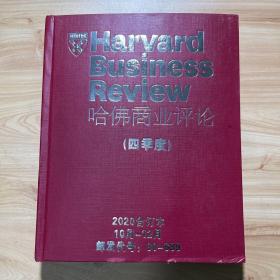 Harvard
Business
Review
哈佛商业评论
(四季度)
2020合订本
10月-12月